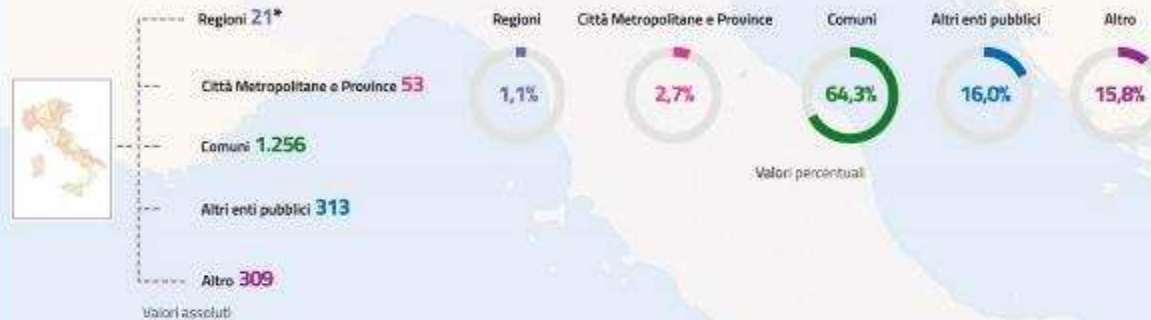 Regioni 21*
Città Metropolitane e Province 53
Comuni 1.256
Altri enti pubblici 313
Altro 309
Valori assoluti
Regioni
Città Metropolitane e Province
Comuni
Altri enti pubblici
Altro
1,1%
2,7%
64,3%
16,0%
15,8%
Valori percentuali